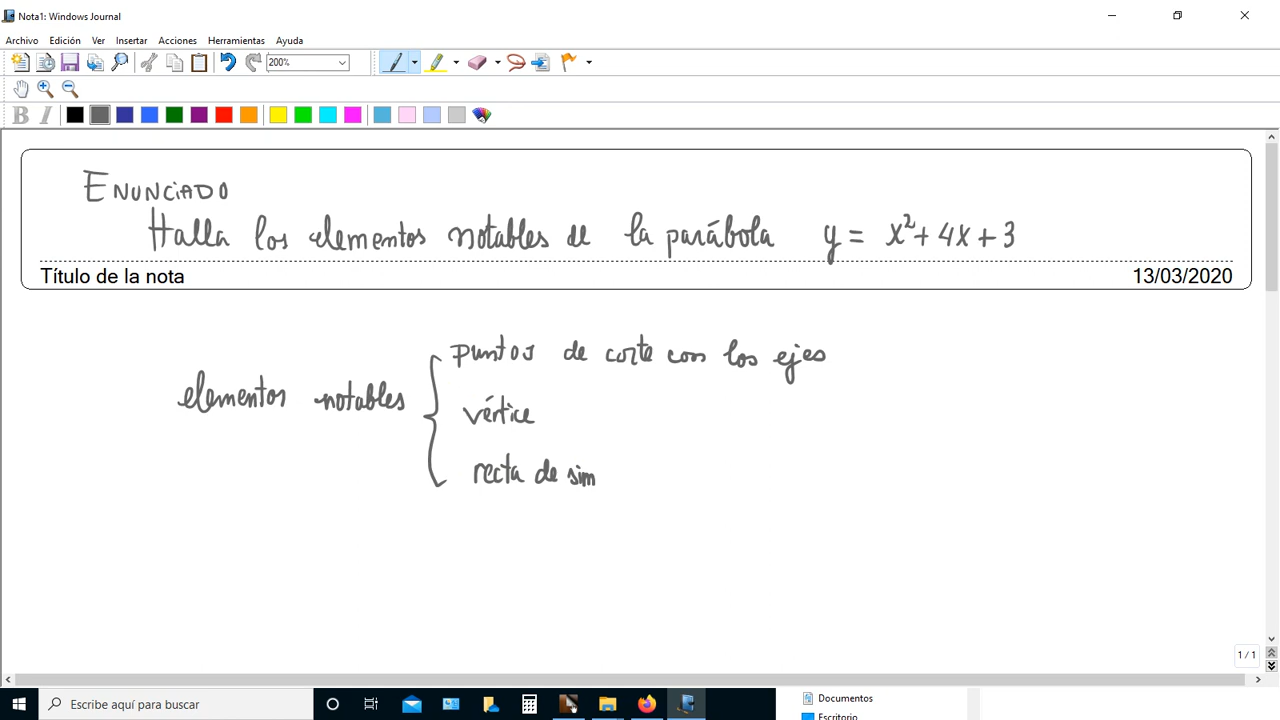 Nota1: Windows Journal
Archivo Edición Ver Insertar Acciones Herramientas Ayuda
200%
B I
ENUNCIADO
Halla los elementos notables de la parábola y = x²+ 4x + 3
Título de la nota 13/03/2020
puntos de corte con los ejes
elementos notables
vértice
recta de sim
1 / 1
Escribe aquí para buscar
Documentos
Escritorio